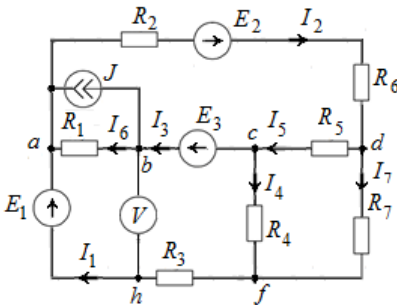 R2 E2 I2
J R6
a R1 I6 I3 E3 c I5 R5 d
b
E1 V I4 R4 I7 R7
I1 R3
h f